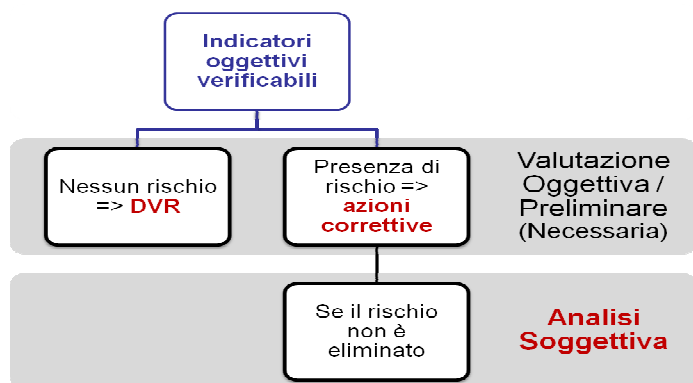 Indicatori
oggettivi
verificabili
Nessun rischio
=> DVR
Presenza di
rischio =>
azioni
correttive
Valutazione
Oggettiva /
Preliminare
(Necessaria)
Se il rischio
non è
eliminato
Analisi
Soggettiva